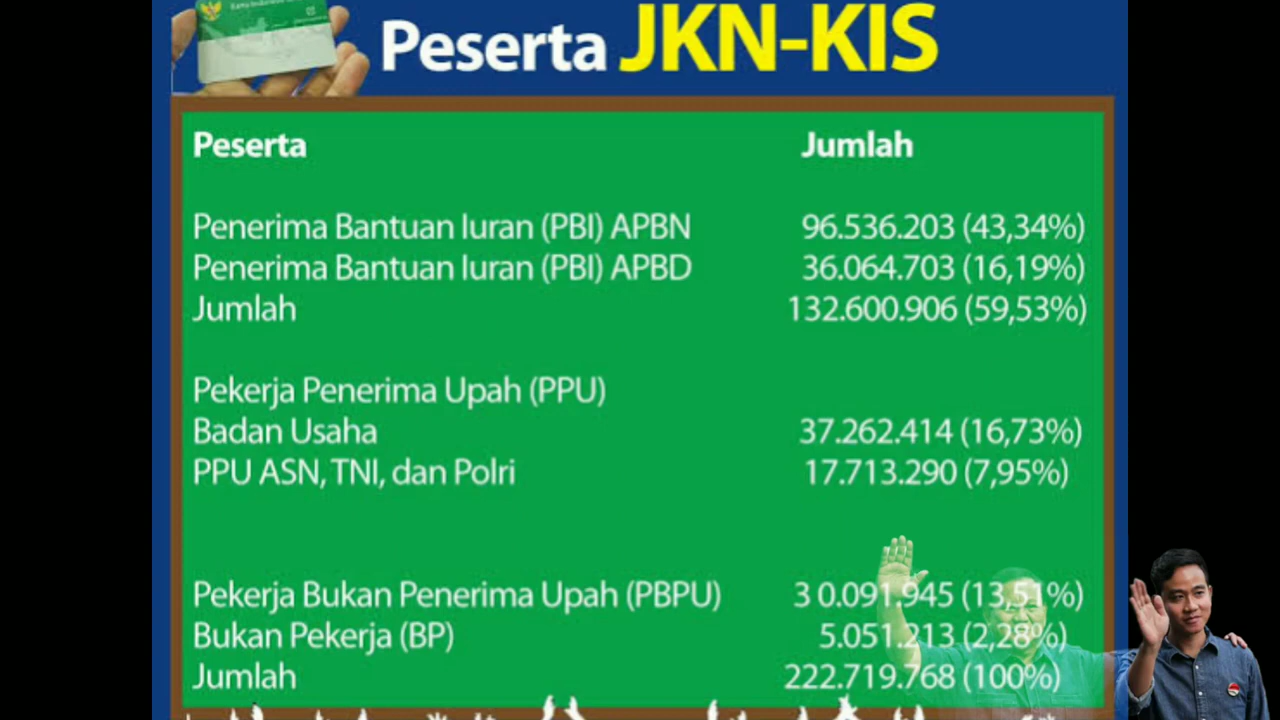 Peserta JKN-KIS
Peserta Jumlah
Penerima Bantuan Iuran (PBI) APBN 96.536.203 (43,34%)
Penerima Bantuan Iuran (PBI) APBD 36.064.703 (16,19%)
Jumlah 132.600.906 (59,53%)
Pekerja Penerima Upah (PPU)
Badan Usaha 37.262.414 (16,73%)
PPU ASN, TNI, dan Polri 17.713.290 (7,95%)
Pekerja Bukan Penerima Upah (PBPU) 3 0.091.945 (13,51%)
Bukan Pekerja (BP) 5.051.213 (2,28%)
Jumlah 222.719.768 (100%)